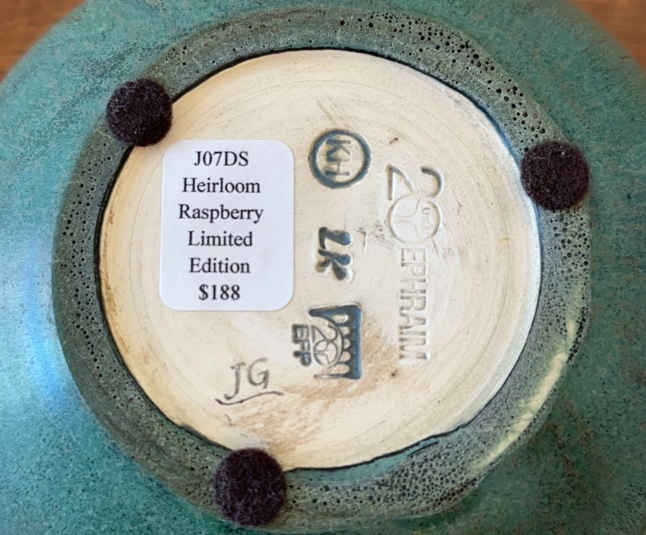 J07DS
Heirloom
Raspberry
Limited
Edition
$188
KH
LK
20
EPHRAIM
20
EFP
JG